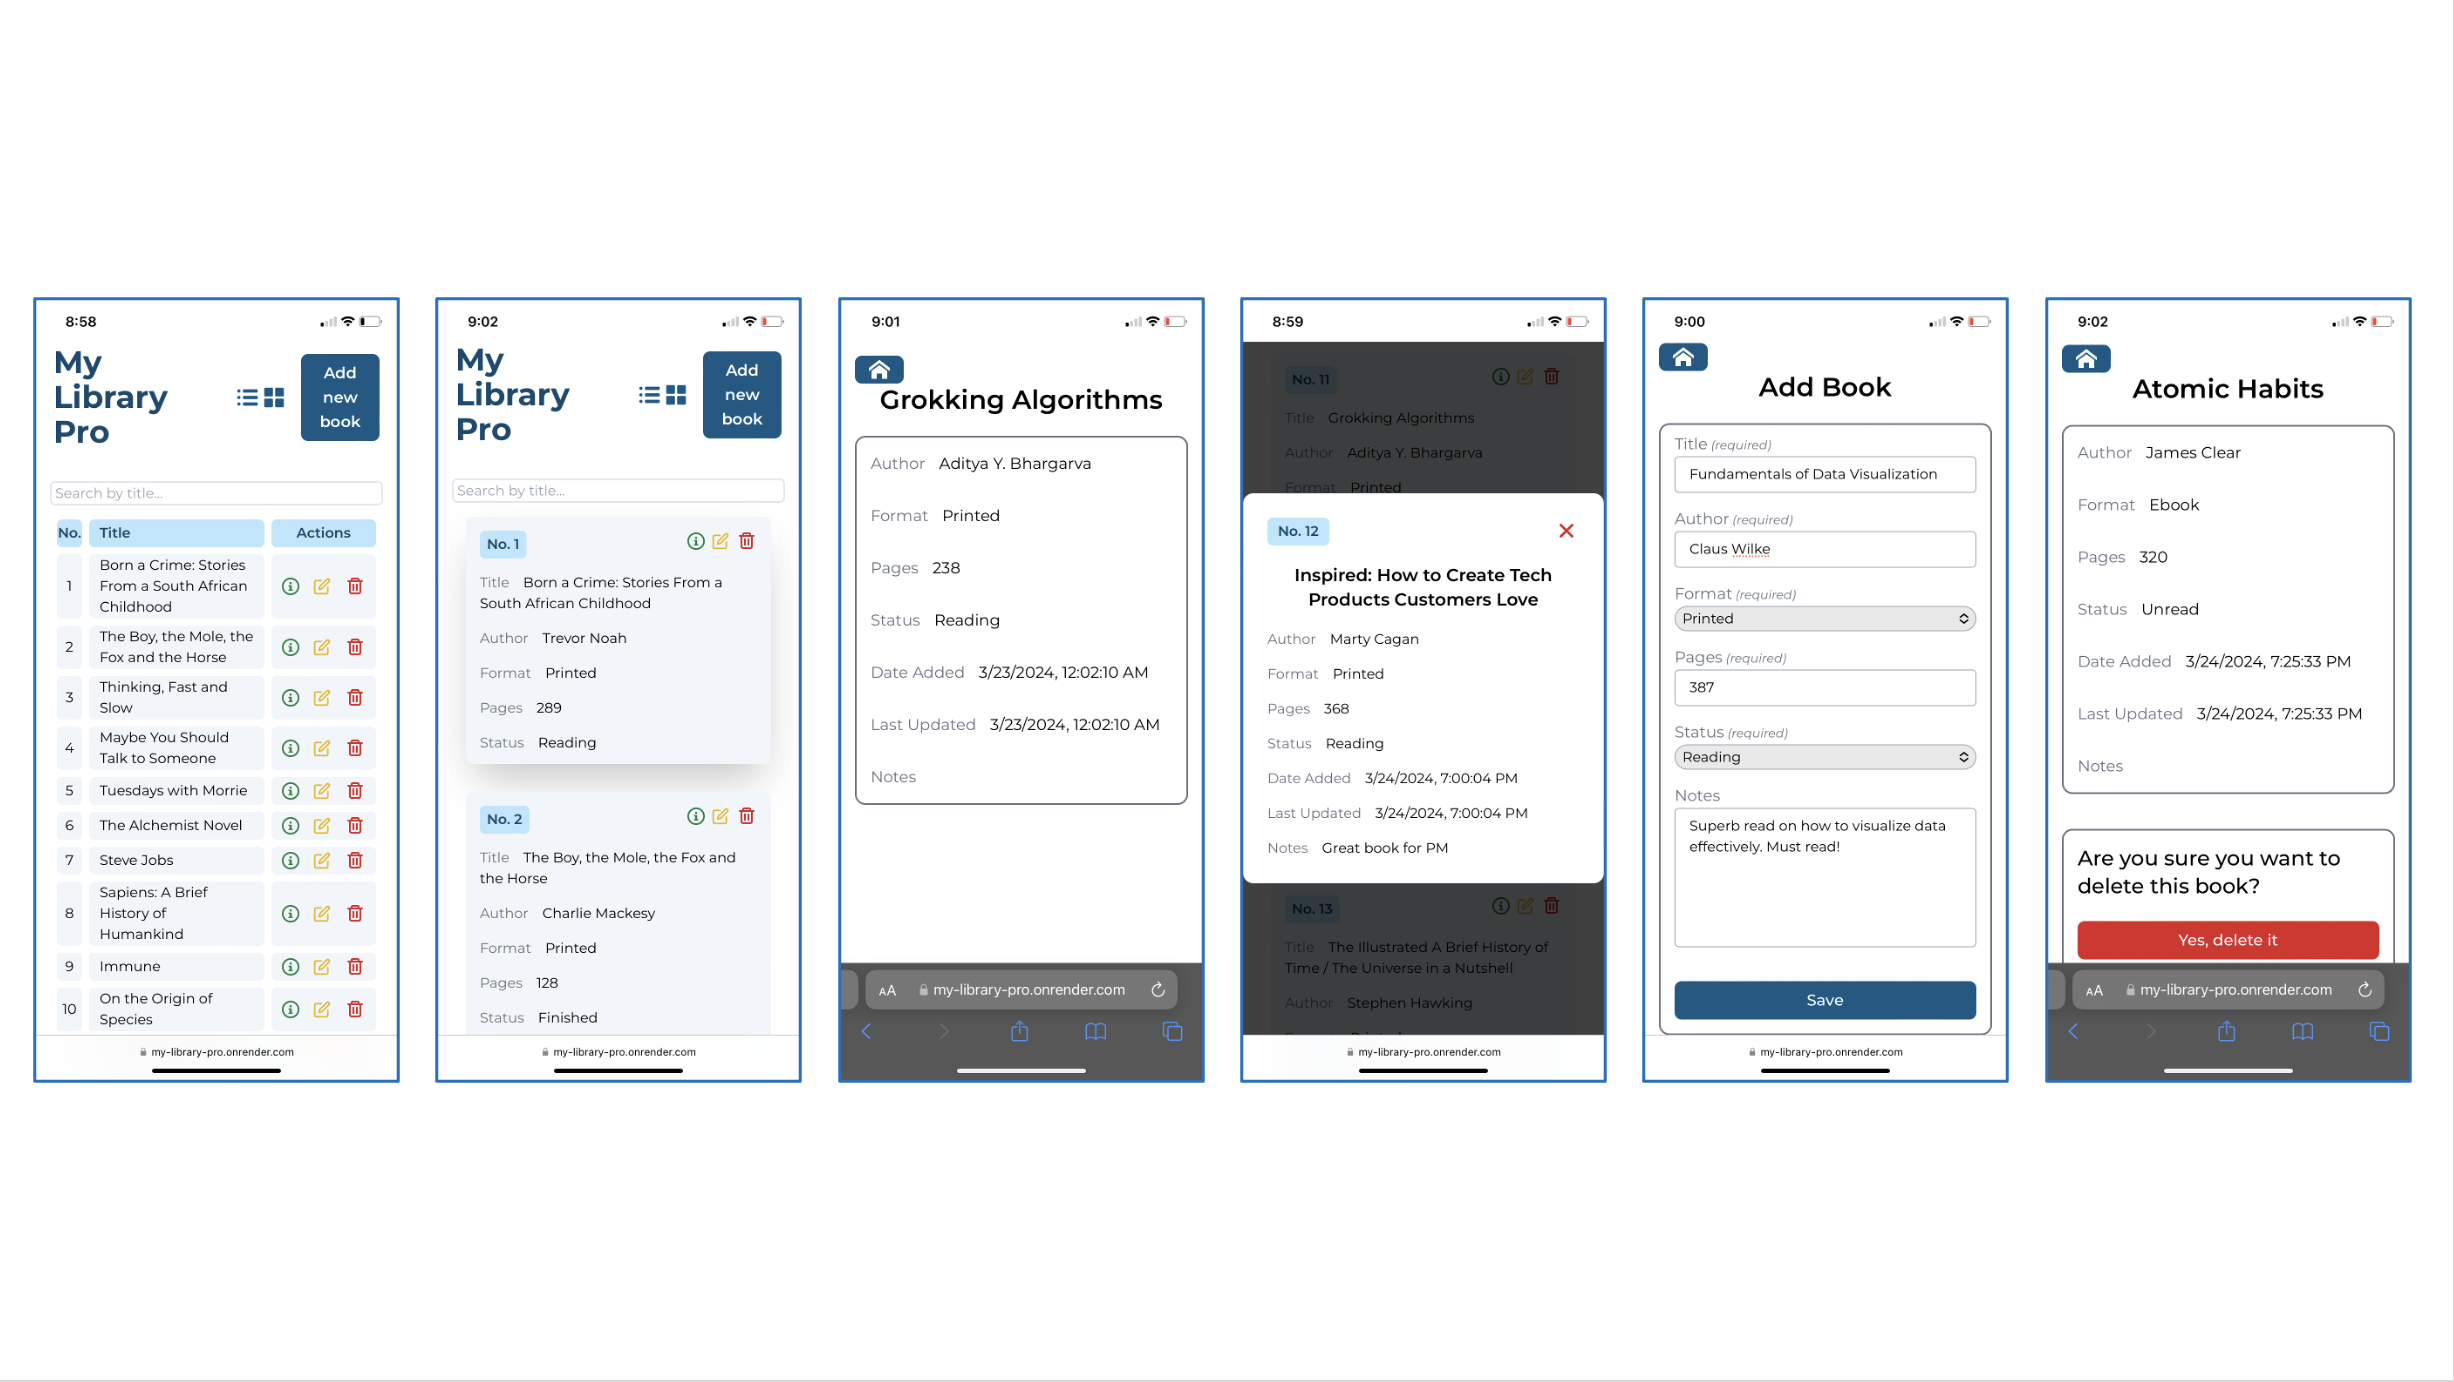 8:58
My
Library
Pro
Add
new
book
Search by title...
No. Title Actions
1 Born a Crime: Stories
From a South African
Childhood
2 The Boy, the Mole, the
Fox and the Horse
3 Thinking, Fast and
Slow
4 Maybe You Should
Talk to Someone
5 Tuesdays with Morrie
6 The Alchemist Novel
7 Steve Jobs
8 Sapiens: A Brief
History of
Humankind
9 Immune
10 On the Origin of
Species
my-library-pro.onrender.com
9:02
My
Library
Pro
Add
new
book
Search by title...
No. 1
Title Born a Crime: Stories From a
South African Childhood
Author Trevor Noah
Format Printed
Pages 289
Status Reading
No. 2
Title The Boy, the Mole, the Fox and
the Horse
Author Charlie Mackesy
Format Printed
Pages 128
Status Finished
my-library-pro.onrender.com
9:01
Grokking Algorithms
Author Aditya Y. Bhargarva
Format Printed
Pages 238
Status Reading
Date Added 3/23/2024, 12:02:10 AM
Last Updated 3/23/2024, 12:02:10 AM
Notes
AA my-library-pro.onrender.com
8:59
No. 11
Title Grokking Algorithms
Author Aditya Y. Bhargarva
Format Printed
No. 12
Inspired: How to Create Tech
Products Customers Love
Author Marty Cagan
Format Printed
Pages 368
Status Reading
Date Added 3/24/2024, 7:00:04 PM
Last Updated 3/24/2024, 7:00:04 PM
Notes Great book for PM
No. 13
Title The Illustrated A Brief History of
Time / The Universe in a Nutshell
Author Stephen Hawking
my-library-pro.onrender.com
9:00
Add Book
Title (required)
Fundamentals of Data Visualization
Author (required)
Claus Wilke
Format (required)
Printed
Pages (required)
387
Status (required)
Reading
Notes
Superb read on how to visualize data
effectively. Must read!
Save
my-library-pro.onrender.com
9:02
Atomic Habits
Author James Clear
Format Ebook
Pages 320
Status Unread
Date Added 3/24/2024, 7:25:33 PM
Last Updated 3/24/2024, 7:25:33 PM
Notes
Are you sure you want to
delete this book?
Yes, delete it
AA my-library-pro.onrender.com